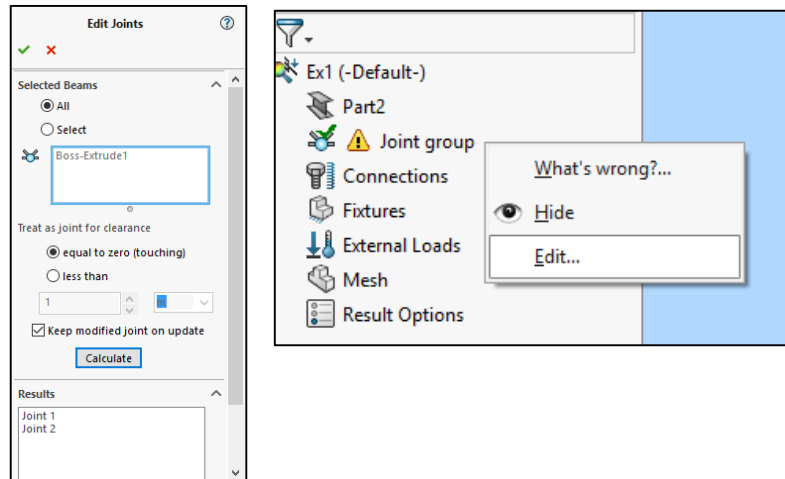 Edit Joints
Selected Beams
All
Select
Boss-Extrude1
Treat as joint for clearance
equal to zero (touching)
less than
1
m
Keep modified joint on update
Calculate
Results
Joint 1
Joint 2
Ex1 (-Default-)
Part2
Joint group
Connections
Fixtures
External Loads
Mesh
Result Options
What's wrong?...
Hide
Edit...